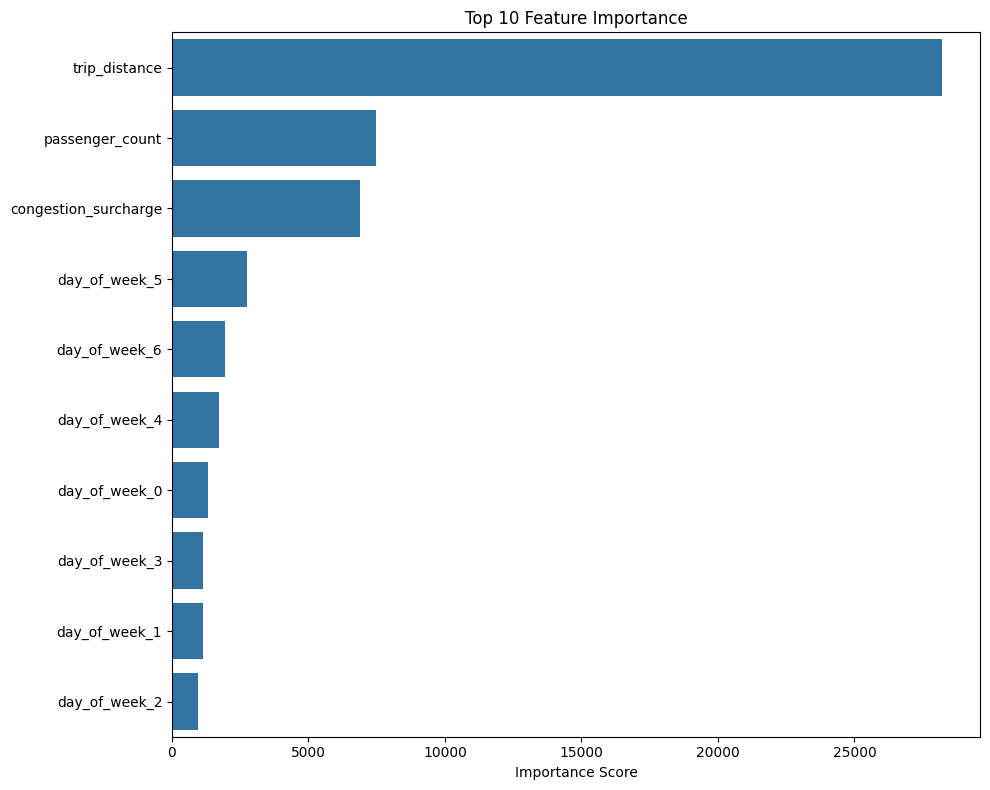 Top 10 Feature Importance
trip_distance
passenger_count
congestion_surcharge
day_of_week_5
day_of_week_6
day_of_week_4
day_of_week_0
day_of_week_3
day_of_week_1
day_of_week_2
0 5000 10000 15000 20000 25000
Importance Score